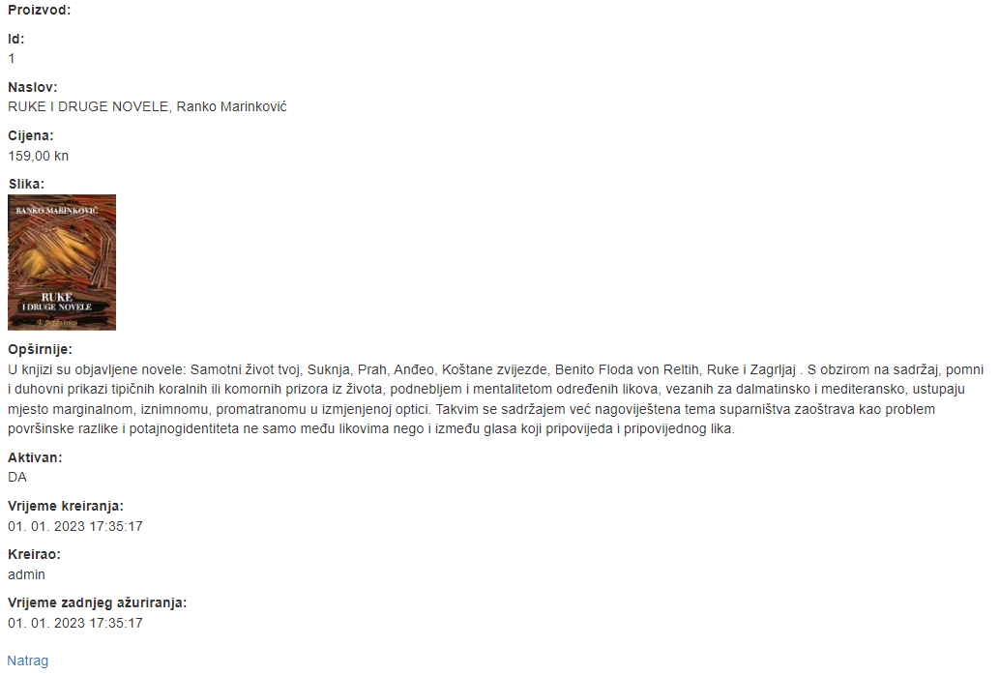 Proizvod:
Id:
1
Naslov:
RUKE I DRUGE NOVELE, Ranko Marinković
Cijena:
159,00 kn
Slika:
RANKO MARINKOVIĆ
RUKE
I DRUGE NOVELE
školska knjiga
Opširnije:
U knjizi su objavljene novele: Samotni život tvoj, Suknja, Prah, Anđeo, Koštane zvijezde, Benito Floda von Reltih, Ruke i Zagrljaj . S obzirom na sadržaj, pomni
i duhovni prikazi tipičnih koralnih ili komornih prizora iz života, podnebljem i mentalitetom određenih likova, vezanih za dalmatinsko i mediteransko, ustupaju
mjesto marginalnom, iznimnomu, promatranomu u izmjenjenoj optici. Takvim se sadržajem već nagoviještena tema suparništva zaoštrava kao problem
površinske razlike i potajnogidentiteta ne samo među likovima nego i između glasa koji pripovijeda i pripovijednog lika.
Aktivan:
DA
Vrijeme kreiranja:
01. 01. 2023 17:35:17
Kreirao:
admin
Vrijeme zadnjeg ažuriranja:
01. 01. 2023 17:35:17
Natrag